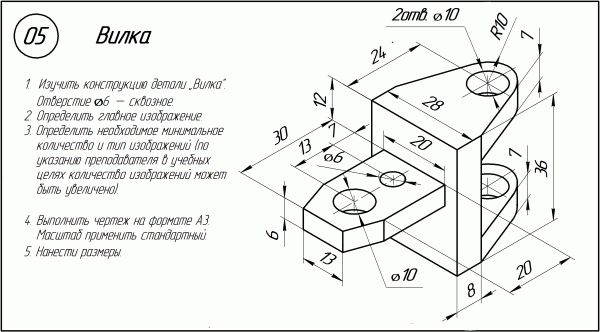 05 Вилка
1. Изучить конструкцию детали „Вилка".
Отверстие ⌀6 — сквозное.
2. Определить главное изображение.
3. Определить необходимое минимальное
количество и тип изображений (по
указанию преподавателя в учебных
целях количество изображений может
быть увеличено).
4. Выполнить чертеж на формате А3.
Масштаб применить стандартный.
5. Нанести размеры.
2отв. ⌀10
R10
7
24
12
28
30
7
13
20
⌀6
36
7
6
13
⌀10
8
20